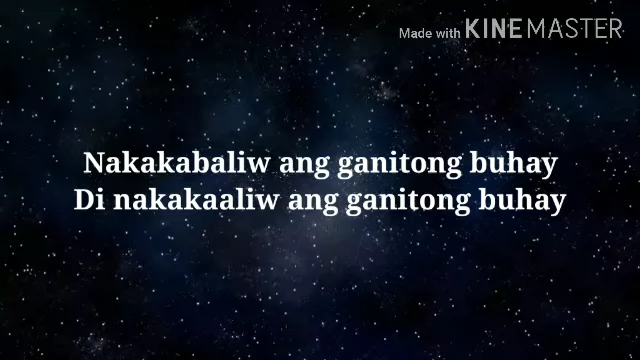 Made with KINEMASTER
Nakakabaliw ang ganitong buhay
Di nakakaaliw ang ganitong buhay